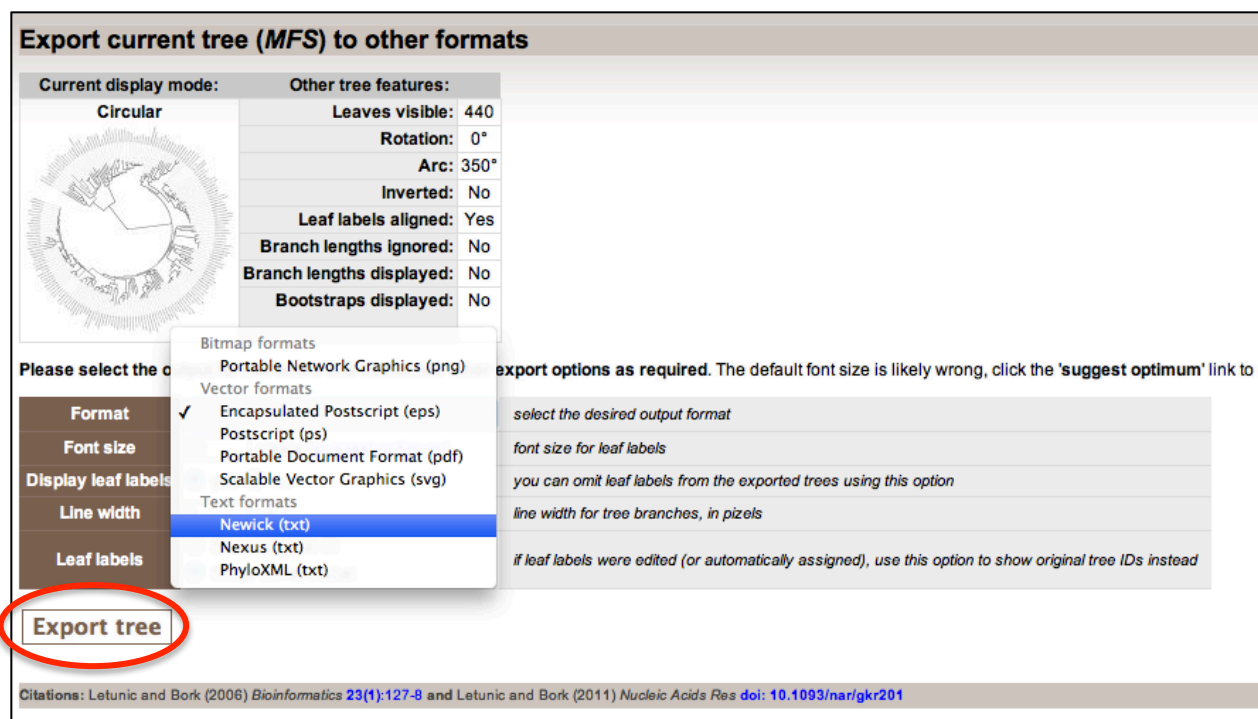 Export current tree (MFS) to other formats
Current display mode: Other tree features:
Circular
Leaves visible: 440
Rotation: 0°
Arc: 350°
Inverted: No
Leaf labels aligned: Yes
Branch lengths ignored: No
Branch lengths displayed: No
Bootstraps displayed: No
Please select the export options as required. The default font size is likely wrong, click the 'suggest optimum' link to
Bitmap formats
Portable Network Graphics (png)
Vector formats
✓ Encapsulated Postscript (eps)
Postscript (ps)
Portable Document Format (pdf)
Scalable Vector Graphics (svg)
Text formats
Newick (txt)
Nexus (txt)
PhyloXML (txt)
Format select the desired output format
Font size font size for leaf labels
Display leaf labels you can omit leaf labels from the exported trees using this option
Line width line width for tree branches, in pizels
Leaf labels if leaf labels were edited (or automatically assigned), use this option to show original tree IDs instead
Export tree
Citations: Letunic and Bork (2006) Bioinformatics 23(1):127-8 and Letunic and Bork (2011) Nucleic Acids Res doi: 10.1093/nar/gkr201